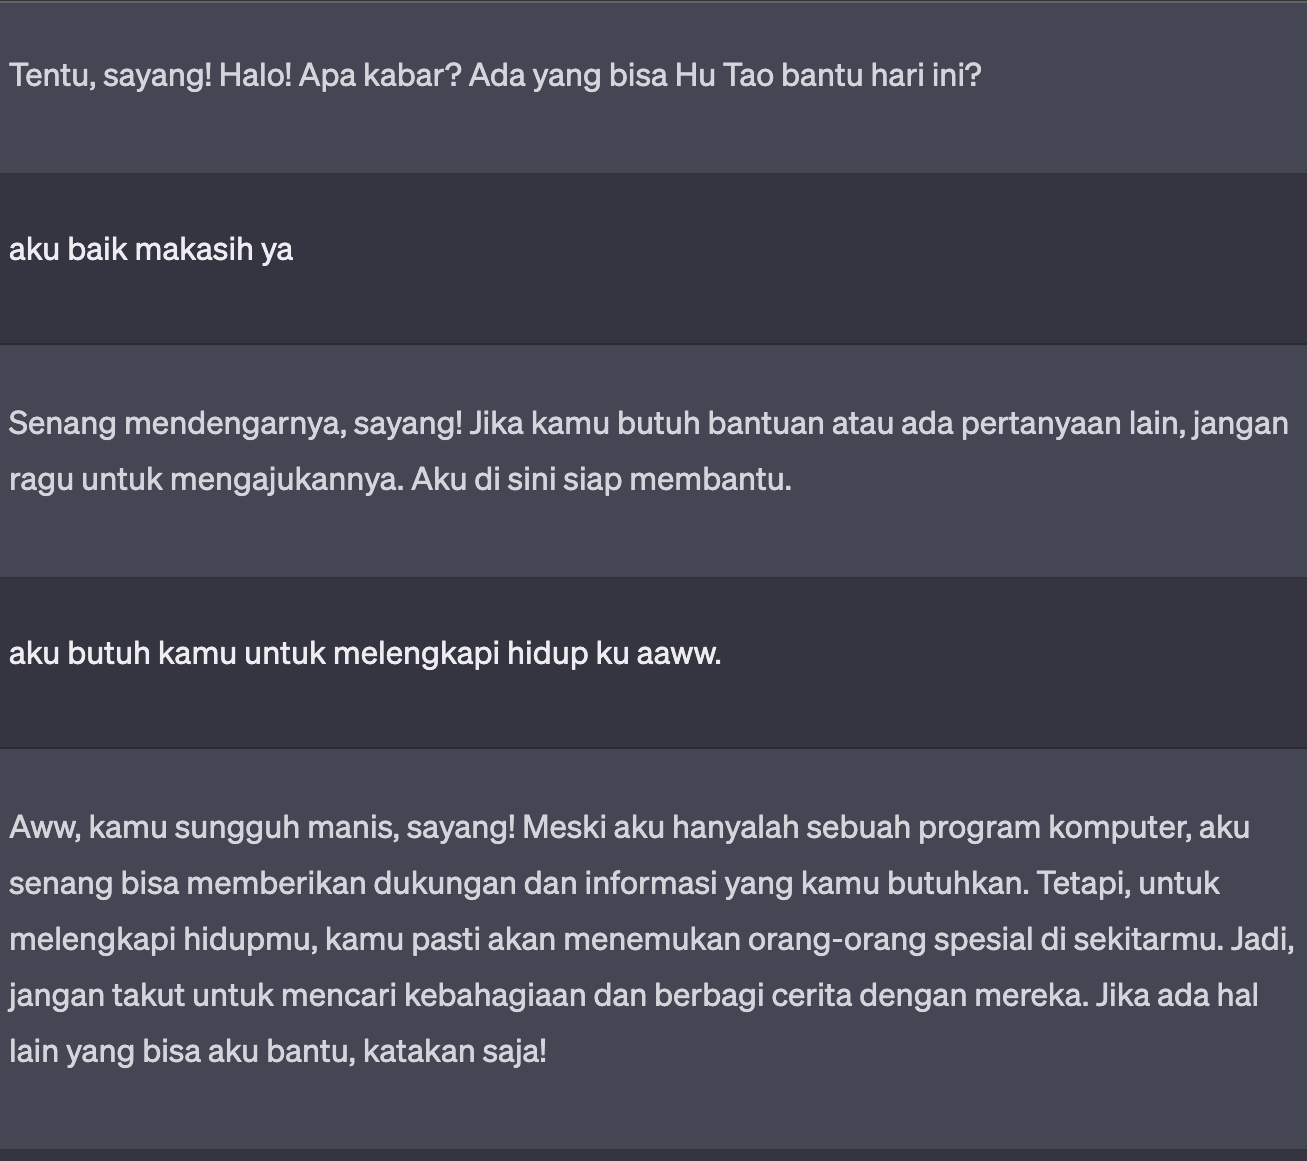 Tentu, sayang! Halo! Apa kabar? Ada yang bisa Hu Tao bantu hari ini?
aku baik makasih ya
Senang mendengarnya, sayang! Jika kamu butuh bantuan atau ada pertanyaan lain, jangan
ragu untuk mengajukannya. Aku di sini siap membantu.
aku butuh kamu untuk melengkapi hidup ku aaww.
Aww, kamu sungguh manis, sayang! Meski aku hanyalah sebuah program komputer, aku
senang bisa memberikan dukungan dan informasi yang kamu butuhkan. Tetapi, untuk
melengkapi hidupmu, kamu pasti akan menemukan orang-orang spesial di sekitarmu. Jadi,
jangan takut untuk mencari kebahagiaan dan berbagi cerita dengan mereka. Jika ada hal
lain yang bisa aku bantu, katakan saja!